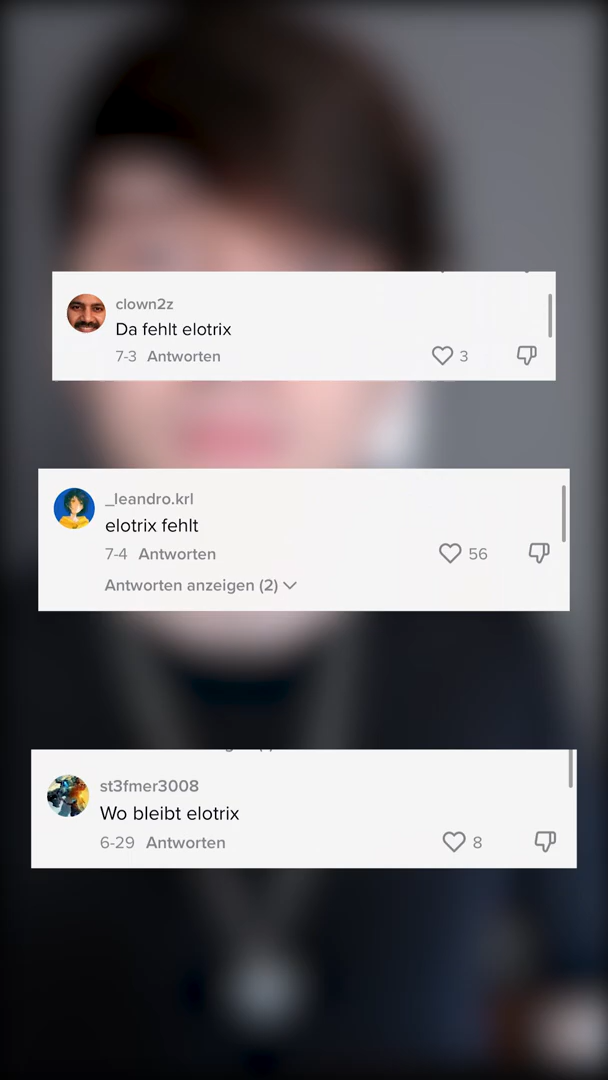 clown2z
Da fehlt elotrix
7-3 Antworten
3
_leandro.krl
elotrix fehlt
7-4 Antworten
56
Antworten anzeigen (2)
st3fmer3008
Wo bleibt elotrix
6-29 Antworten
8